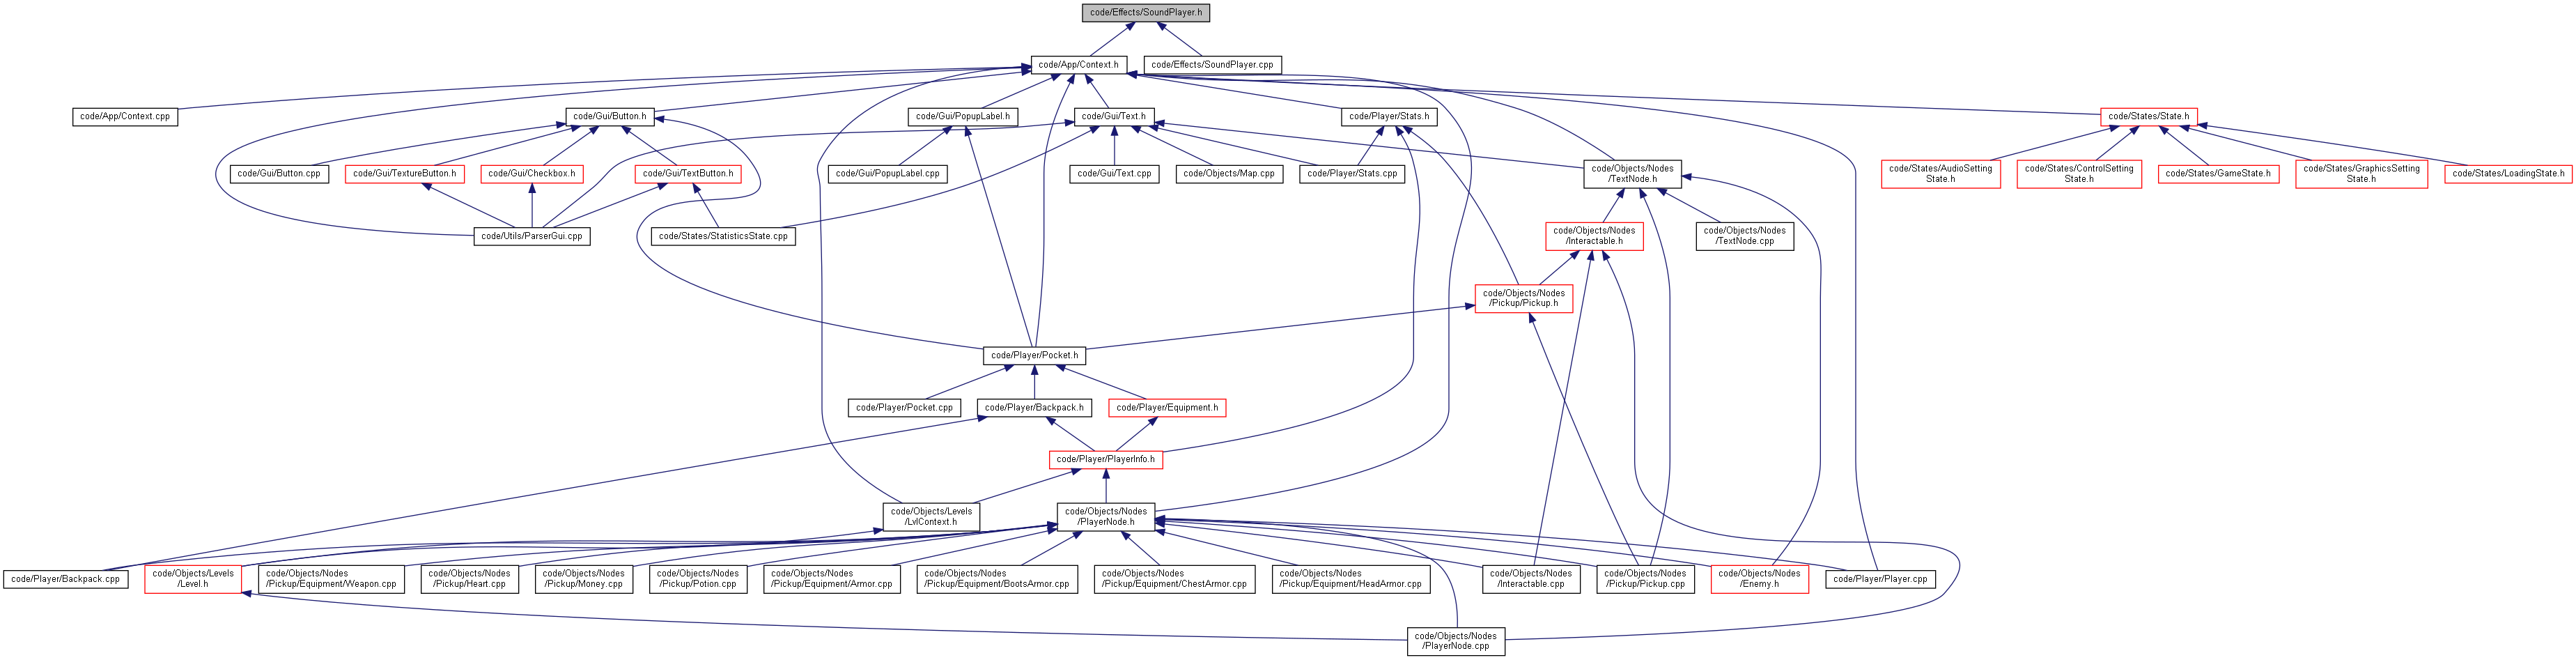 code/Effects/SoundPlayer.h
code/App/Context.h
code/Effects/SoundPlayer.cpp
code/App/Context.cpp
code/Gui/Button.h
code/Gui/PopupLabel.h
code/Gui/Text.h
code/Player/Stats.h
code/States/State.h
code/Gui/Button.cpp
code/Gui/TextureButton.h
code/Gui/Checkbox.h
code/Gui/TextButton.h
code/Gui/PopupLabel.cpp
code/Gui/Text.cpp
code/Objects/Map.cpp
code/Player/Stats.cpp
code/Objects/Nodes
/TextNode.h
code/States/AudioSetting
State.h
code/States/ControlSetting
State.h
code/States/GameState.h
code/States/GraphicsSetting
State.h
code/States/LoadingState.h
code/Utils/ParserGui.cpp
code/States/StatisticsState.cpp
code/Objects/Nodes
/Interactable.h
code/Objects/Nodes
/TextNode.cpp
code/Objects/Nodes
/Pickup/Pickup.h
code/Player/Pocket.h
code/Player/Pocket.cpp
code/Player/Backpack.h
code/Player/Equipment.h
code/Player/PlayerInfo.h
code/Objects/Levels
/LvlContext.h
code/Objects/Nodes
/PlayerNode.h
code/Player/Backpack.cpp
code/Objects/Levels
/Level.h
code/Objects/Nodes
/Pickup/Equipment/Weapon.cpp
code/Objects/Nodes
/Pickup/Heart.cpp
code/Objects/Nodes
/Pickup/Money.cpp
code/Objects/Nodes
/Pickup/Potion.cpp
code/Objects/Nodes
/Pickup/Equipment/Armor.cpp
code/Objects/Nodes
/Pickup/Equipment/BootsArmor.cpp
code/Objects/Nodes
/Pickup/Equipment/ChestArmor.cpp
code/Objects/Nodes
/Pickup/Equipment/HeadArmor.cpp
code/Objects/Nodes
/Interactable.cpp
code/Objects/Nodes
/Pickup/Pickup.cpp
code/Objects/Nodes
/Enemy.h
code/Player/Player.cpp
code/Objects/Nodes
/PlayerNode.cpp